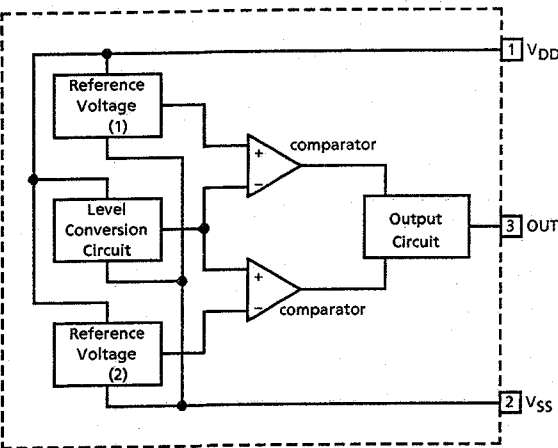 1 VDD
Reference
Voltage
(1)
comparator
+
−
Level
Conversion
Circuit
Output
Circuit
3 OUT
+
−
comparator
Reference
Voltage
(2)
2 VSS